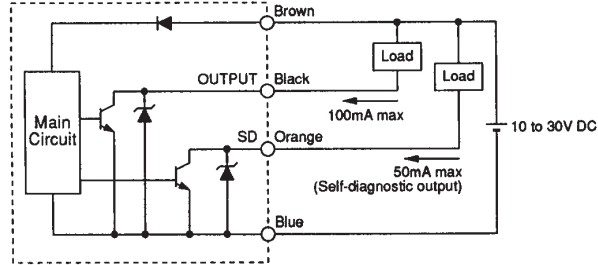 Brown
Load
OUTPUT Black
Load
100mA max
Main
Circuit
10 to 30V DC
SD Orange
50mA max
(Self-diagnostic output)
Blue